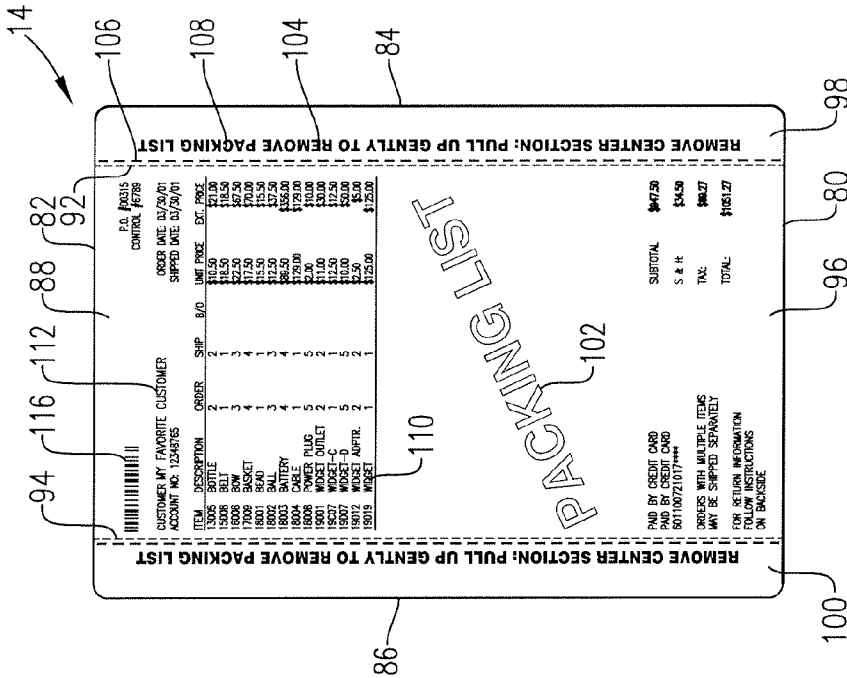 14
106
108
104
84
98
92
82
88
112
116
94
86
100
110
102
96
80
REMOVE CENTER SECTION: PULL UP GENTLY TO REMOVE PACKING LIST
P.O. #00315
CONTROL #6789
CUSTOMER MY FAVORITE CUSTOMER
ACCOUNT NO: 12348765
ORDER DATE: 03/30/01
SHIPPED DATE: 03/30/01
ITEM DESCRIPTION ORDER SHIP B/O UNIT PRICE EXT. PRICE
13005 BOTTLE 2 2 $10.50 $21.00
15008 BELT 1 1 $18.50 $18.50
16008 BOW 3 3 $22.50 $67.50
17009 BASKET 4 4 $17.50 $70.00
18001 BEAD 1 1 $15.50 $15.50
18002 BALL 3 3 $12.50 $37.50
18003 BATTERY 4 4 $89.50 $356.00
18004 CABLE 1 1 $129.00 $129.00
18006 POWER PLUG 5 5 $2.00 $10.00
19001 WIDGET OUTLET 2 2 $11.00 $30.00
19C07 WIDGET-C 1 1 $12.50 $12.50
19D07 WIDGET-D 5 5 $10.00 $50.00
19012 WIDGET ADPTR. 2 2 $2.50 $5.00
19019 WIDGET 1 1 $125.00 $125.00
PACKING LIST
PAID BY CREDIT CARD
PAID BY CREDIT CARD
601100721017****
ORDERS WITH MULTIPLE ITEMS
MAY BE SHIPPED SEPARATELY
FOR RETURN INFORMATION
FOLLOW INSTRUCTIONS
ON BACKSIDE
SUBTOTAL $947.50
S & H: $34.50
TAX: $69.27
TOTAL: $1051.27
REMOVE CENTER SECTION: PULL UP GENTLY TO REMOVE PACKING LIST